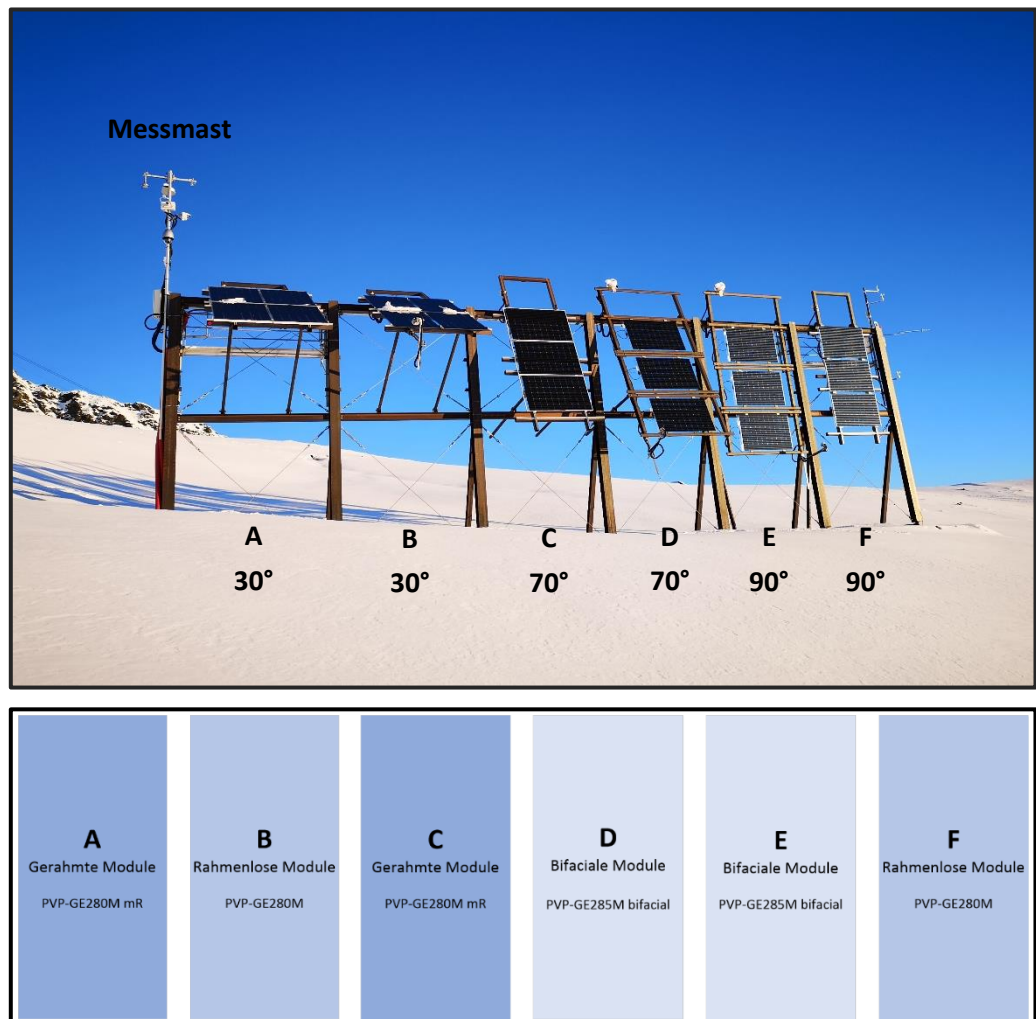 Messmast
A B C D E F
30° 30° 70° 70° 90° 90°
A
Gerahmte Module
PVP-GE280M mR
B
Rahmenlose Module
PVP-GE280M
C
Gerahmte Module
PVP-GE280M mR
D
Bifaciale Module
PVP-GE285M bifacial
E
Bifaciale Module
PVP-GE285M bifacial
F
Rahmenlose Module
PVP-GE280M